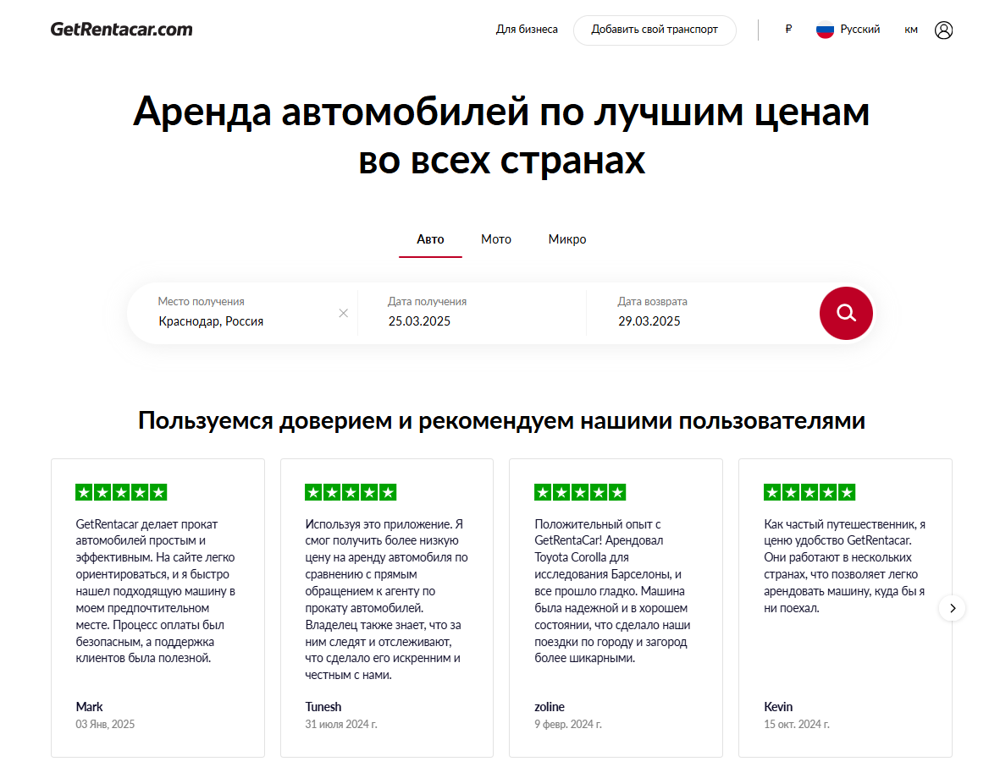 GetRentacar.com
Для бизнеса
Добавить свой транспорт
₽
Русский
км
Аренда автомобилей по лучшим ценам
во всех странах
Авто
Мото
Микро
Место получения
Краснодар, Россия
Дата получения
25.03.2025
Дата возврата
29.03.2025
Пользуемся доверием и рекомендуем нашими пользователями
GetRentacar делает прокат
автомобилей простым и
эффективным. На сайте легко
ориентироваться, и я быстро
нашел подходящую машину в
моем предпочтительном
месте. Процесс оплаты был
безопасным, а поддержка
клиентов была полезной.
Mark
03 Янв, 2025
Используя это приложение. Я
смог получить более низкую
цену на аренду автомобиля по
сравнению с прямым
обращением к агенту по
прокату автомобилей.
Владелец также знает, что за
ним следят и отслеживают,
что сделало его искренним и
честным с нами.
Tunesh
31 июля 2024 г.
Положительный опыт с
GetRentaCar! Арендовал
Toyota Corolla для
исследования Барселоны, и
все прошло гладко. Машина
была надежной и в хорошем
состоянии, что сделало наши
поездки по городу и загород
более шикарными.
zoline
9 февр. 2024 г.
Как частый путешественник, я
ценю удобство GetRentacar.
Они работают в нескольких
странах, что позволяет легко
арендовать машину, куда бы я
ни поехал.
Kevin
15 окт. 2024 г.